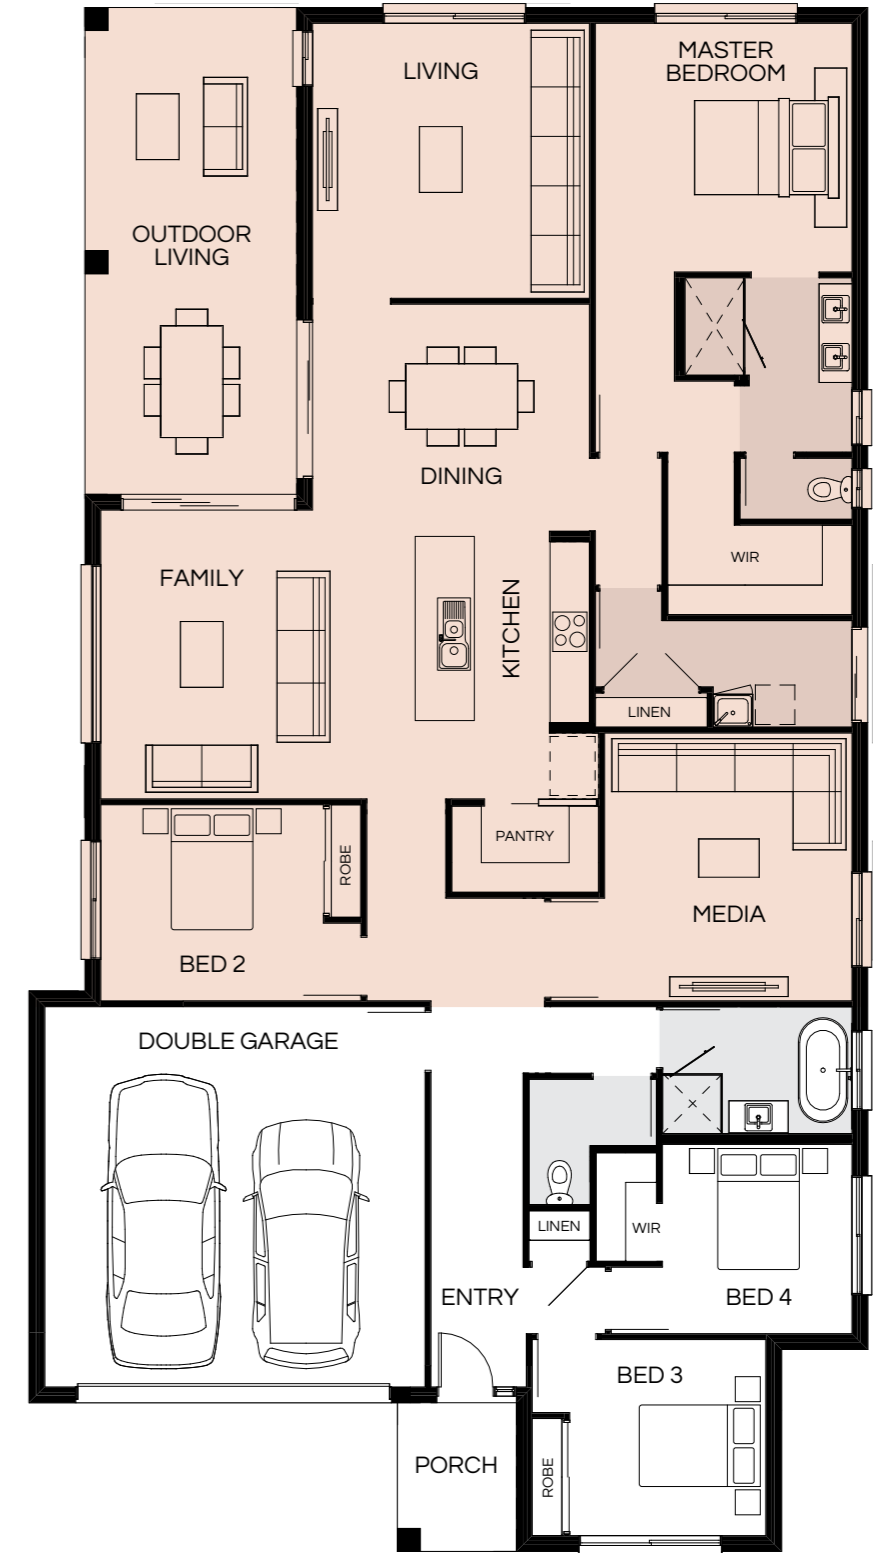 LIVING
MASTER
BEDROOM
OUTDOOR
LIVING
DINING
WIR
FAMILY
KITCHEN
LINEN
PANTRY
ROBE
MEDIA
BED 2
DOUBLE GARAGE
LINEN
WIR
ENTRY
BED 4
BED 3
PORCH
ROBE